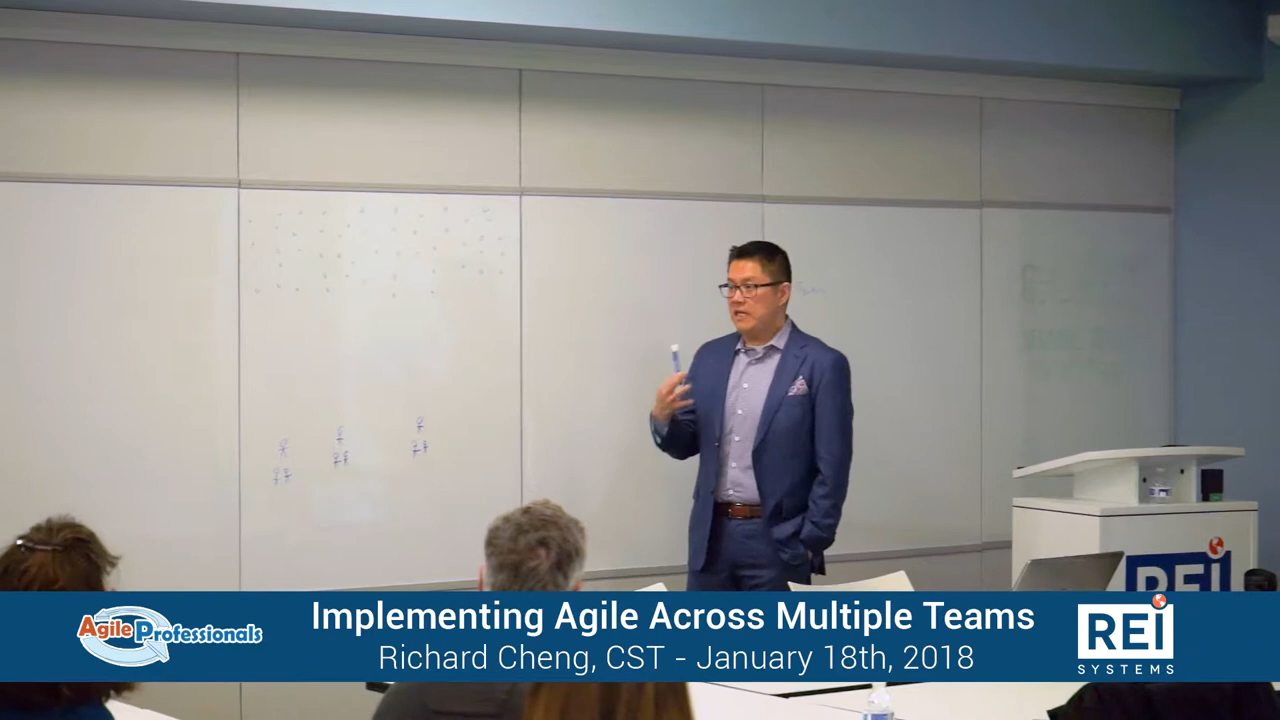 REI
Agile Professionals
Implementing Agile Across Multiple Teams
Richard Cheng, CST - January 18th, 2018
REI
SYSTEMS